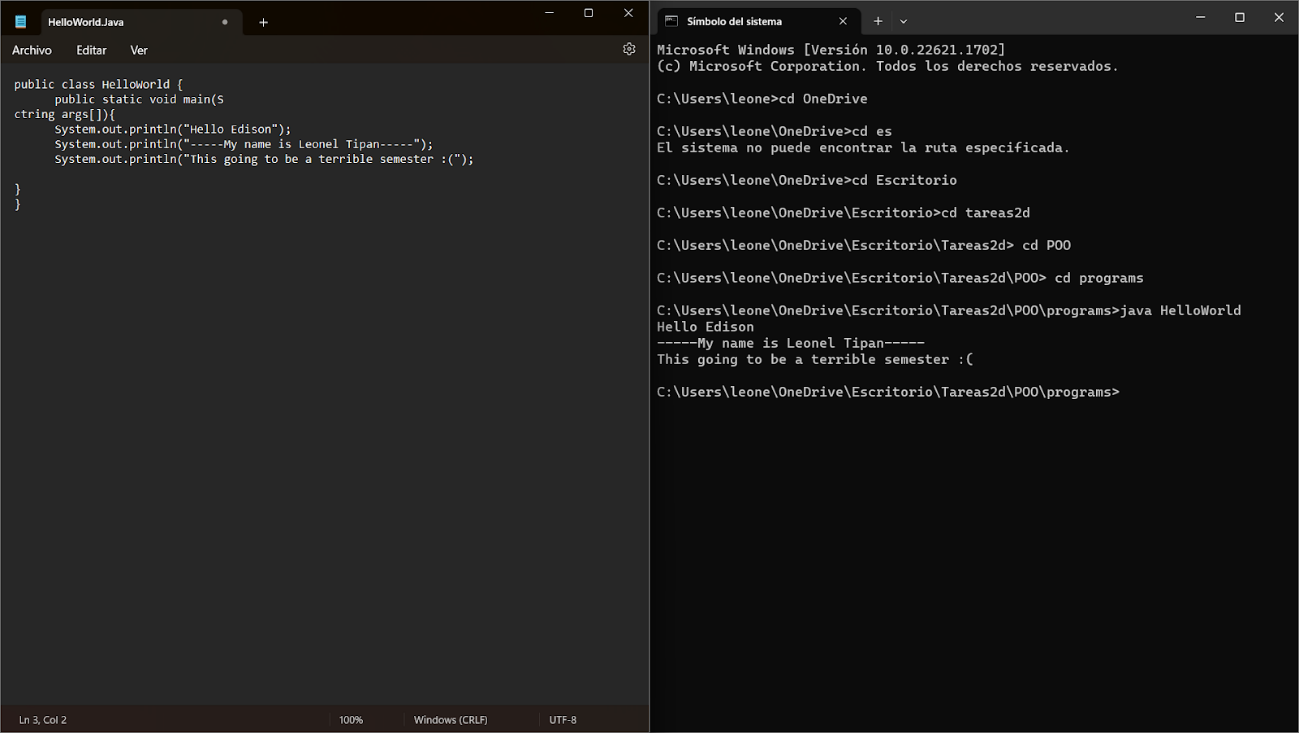 HelloWorld.Java
Archivo Editar Ver
public class HelloWorld {
public static void main(S
ctring args[]){
System.out.println("Hello Edison");
System.out.println("-----My name is Leonel Tipan-----");
System.out.println("This going to be a terrible semester :(");
}
}
Ln 3, Col 2 100% Windows (CRLF) UTF-8
Símbolo del sistema
Microsoft Windows [Versión 10.0.22621.1702]
(c) Microsoft Corporation. Todos los derechos reservados.
C:\Users\leone>cd OneDrive
C:\Users\leone\OneDrive>cd es
El sistema no puede encontrar la ruta especificada.
C:\Users\leone\OneDrive>cd Escritorio
C:\Users\leone\OneDrive\Escritorio>cd tareas2d
C:\Users\leone\OneDrive\Escritorio\Tareas2d> cd POO
C:\Users\leone\OneDrive\Escritorio\Tareas2d\POO> cd programs
C:\Users\leone\OneDrive\Escritorio\Tareas2d\POO\programs>java HelloWorld
Hello Edison
-----My name is Leonel Tipan-----
This going to be a terrible semester :(
C:\Users\leone\OneDrive\Escritorio\Tareas2d\POO\programs>